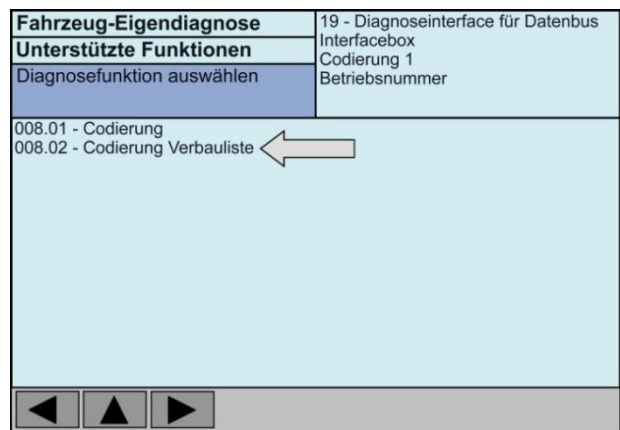 Fahrzeug-Eigendiagnose
Unterstützte Funktionen
Diagnosefunktion auswählen
19 - Diagnoseinterface für Datenbus
Interfacebox
Codierung 1
Betriebsnummer
008.01 - Codierung
008.02 - Codierung Verbauliste